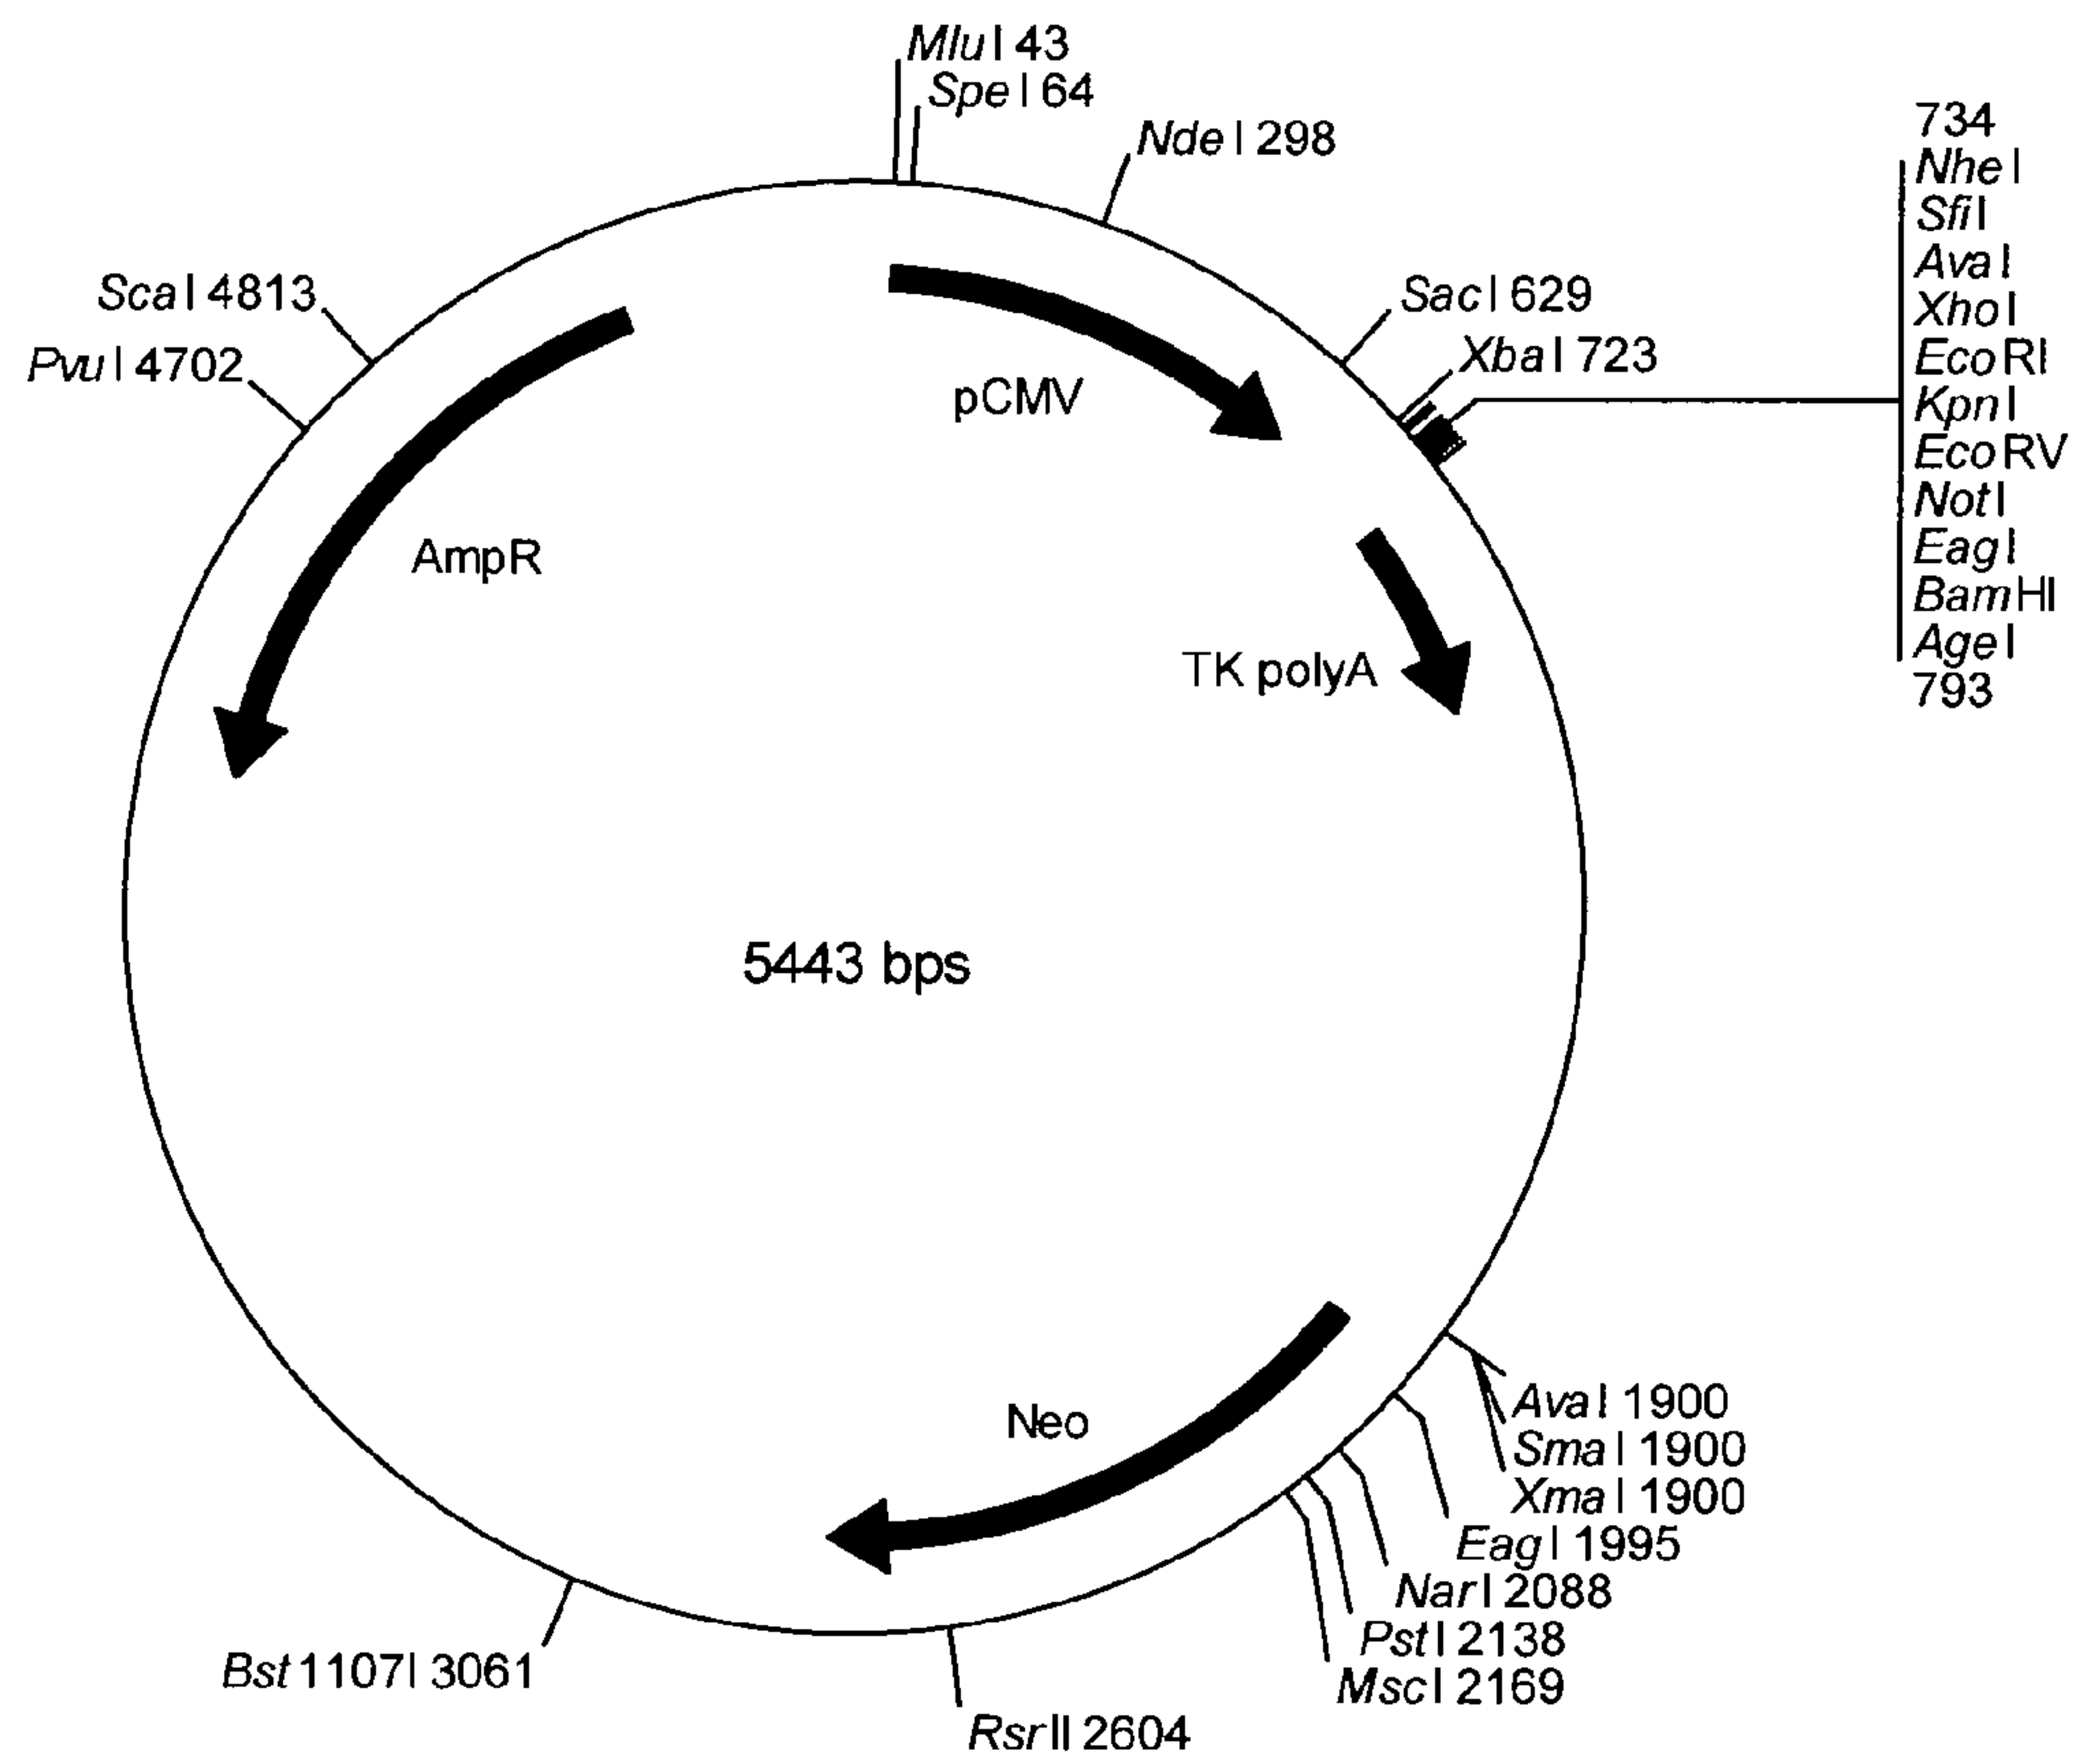 MluI 43
SpeI 64
NdeI 298
734
NheI
SfiI
AvaI
XhoI
EcoRI
KpnI
EcoRV
NotI
EagI
BamHI
AgeI
793
ScaI 4813
SacI 629
PvuI 4702
XbaI 723
pCMV
AmpR
TK polyA
5443 bps
Neo
AvaI 1900
SmaI 1900
XmaI 1900
EagI 1995
NarI 2088
PstI 2138
MscI 2169
Bst1107I 3061
RsrII 2604